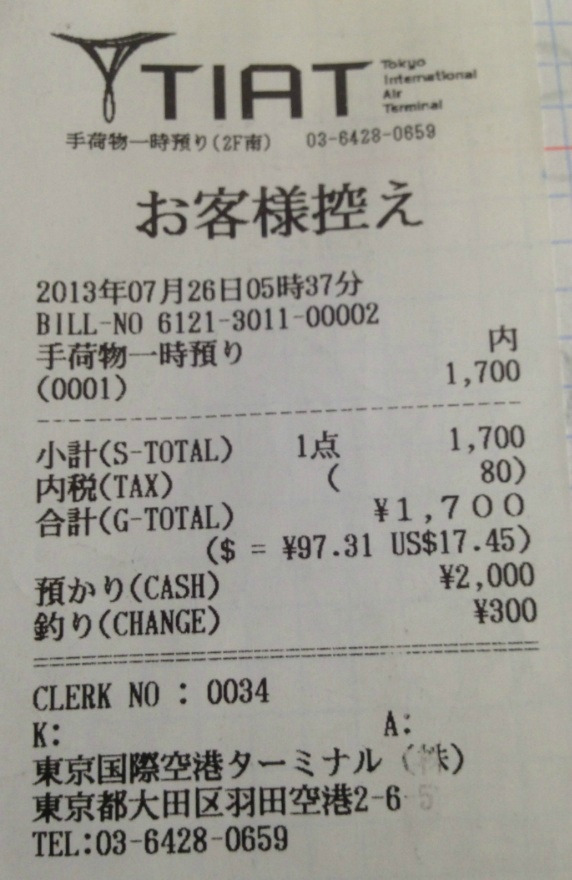 TIAT
Tokyo
International
Air
Terminal
手荷物一時預り(2F南) 03-6428-0659
お客様控え
2013年07月26日05時37分
BILL-NO 6121-3011-00002
手荷物一時預り 内
(0001) 1,700
小計(S-TOTAL) 1点 1,700
内税(TAX) ( 80)
合計(G-TOTAL) ¥1,700
($ = ¥97.31 US$17.45)
預かり(CASH) ¥2,000
釣り(CHANGE) ¥300
CLERK NO : 0034
K: A:
東京国際空港ターミナル (株)
東京都大田区羽田空港2-6-5
TEL:03-6428-0659